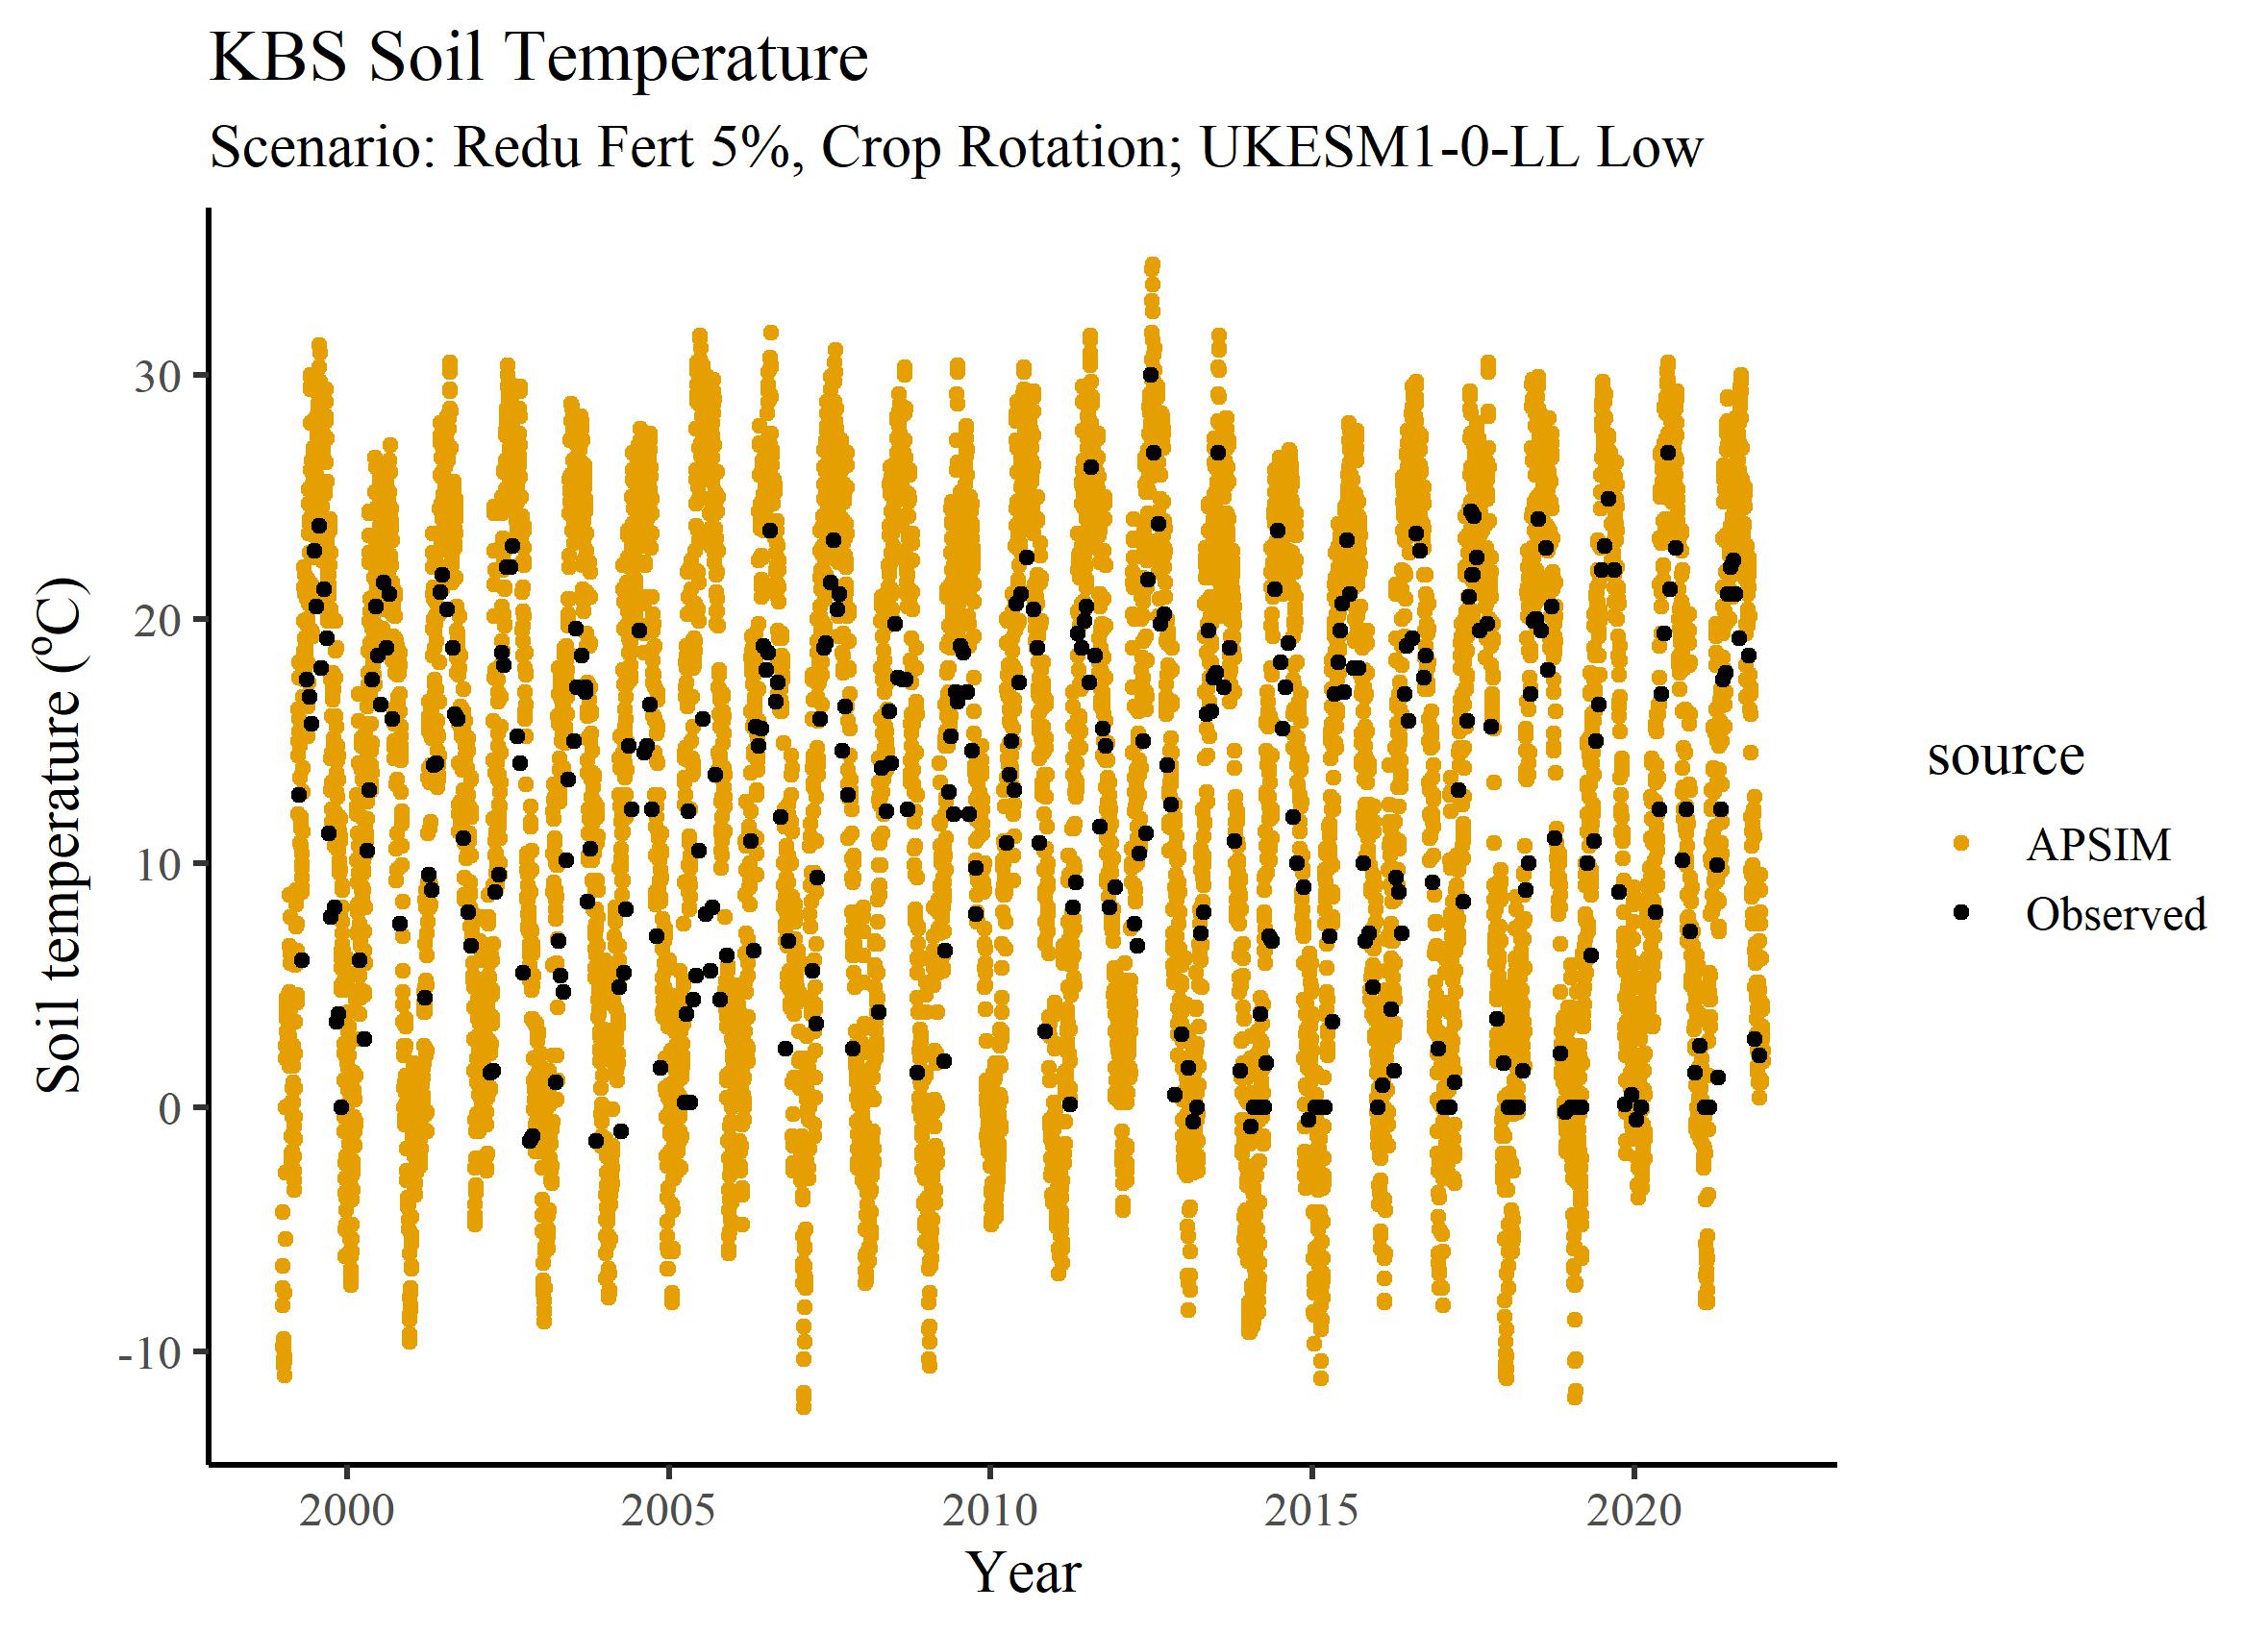 KBS Soil Temperature
Scenario: Redu Fert 5%, Crop Rotation; UKESM1-0-LL Low
30
20
10
0
-10
Soil temperature (°C)
2000 2005 2010 2015 2020
Year
source
APSIM
Observed